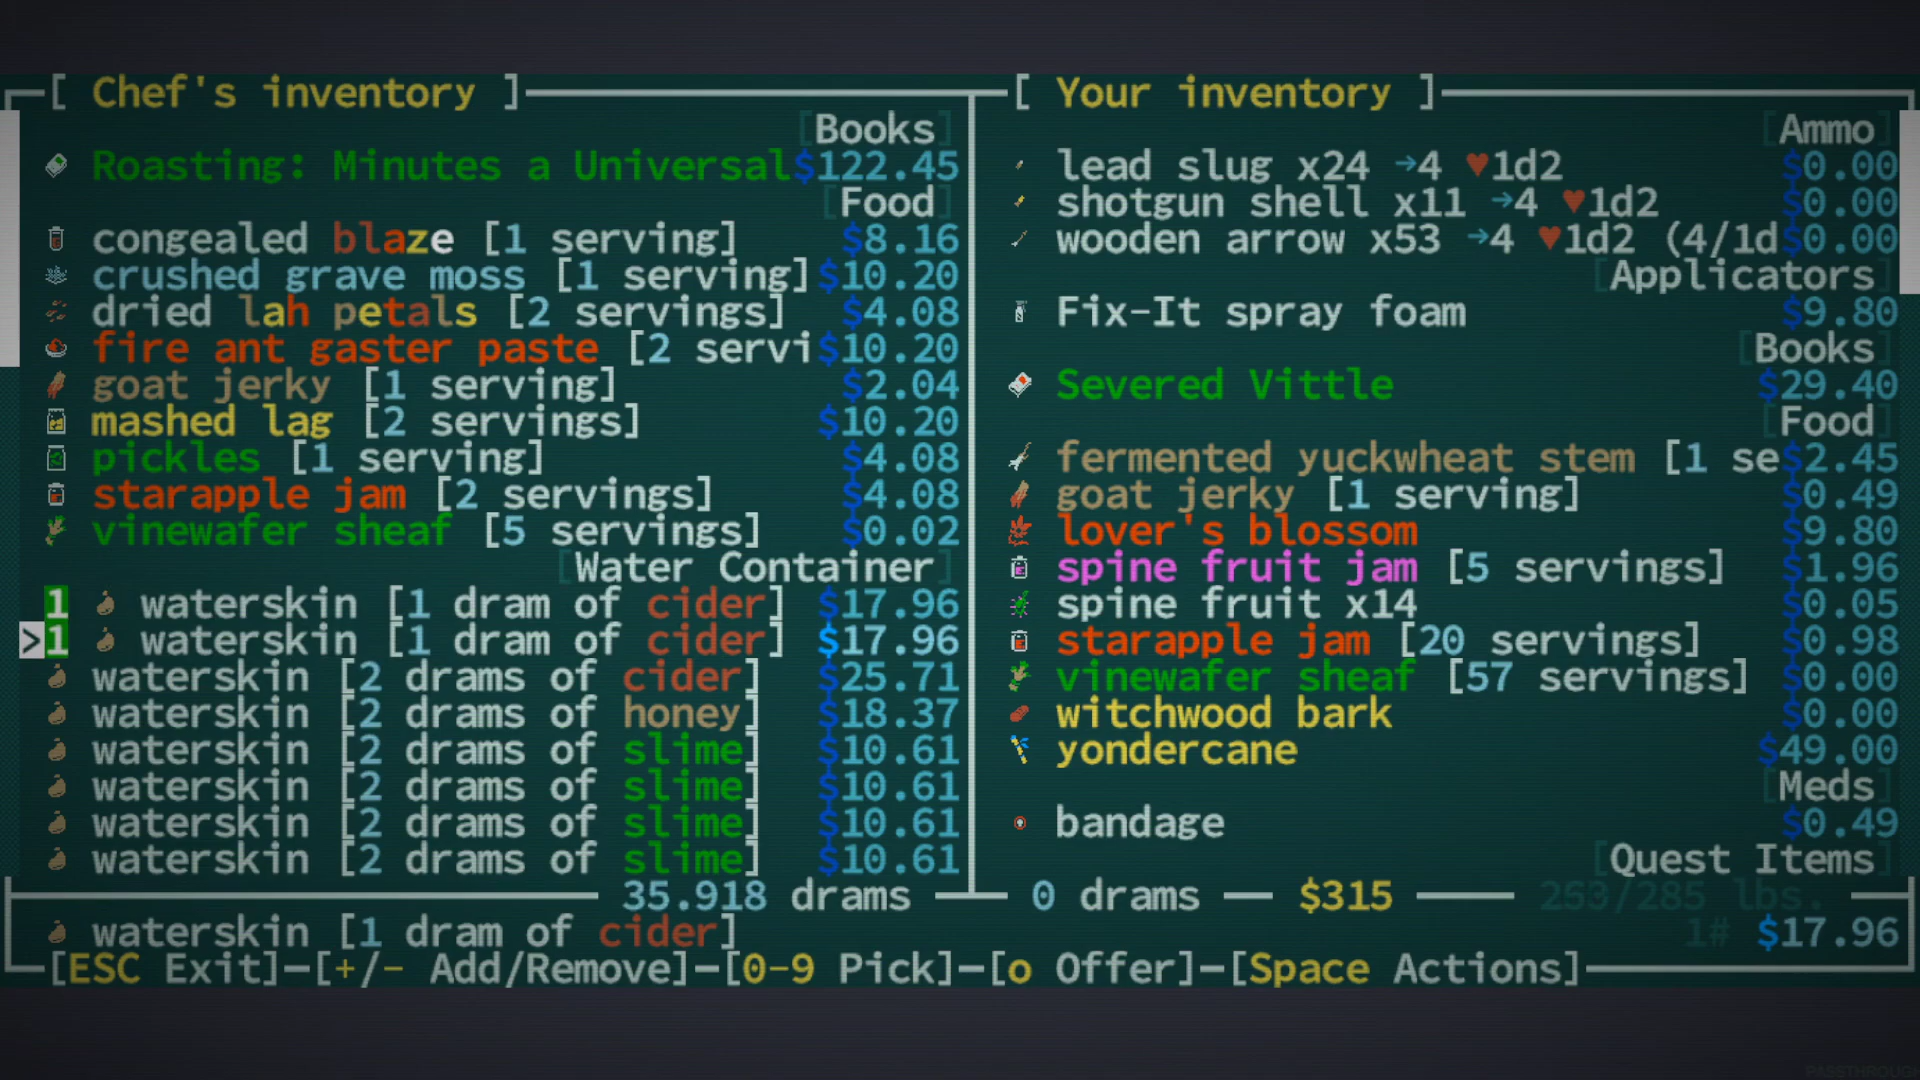 [ Chef's inventory ]
[Books]
Roasting: Minutes a Universal $122.45
[Food]
congealed blaze [1 serving] $8.16
crushed grave moss [1 serving] $10.20
dried lah petals [2 servings] $4.08
fire ant gaster paste [2 servi $10.20
goat jerky [1 serving] $2.04
mashed lag [2 servings] $10.20
pickles [1 serving] $4.08
starapple jam [2 servings] $4.08
vinewafer sheaf [5 servings] $0.02
[Water Container]
1 waterskin [1 dram of cider] $17.96
>1 waterskin [1 dram of cider] $17.96
waterskin [2 drams of cider] $25.71
waterskin [2 drams of honey] $18.37
waterskin [2 drams of slime] $10.61
waterskin [2 drams of slime] $10.61
waterskin [2 drams of slime] $10.61
waterskin [2 drams of slime] $10.61
35.918 drams
[ Your inventory ]
[Ammo]
lead slug x24 →4 ♥1d2 $0.00
shotgun shell x11 →4 ♥1d2 $0.00
wooden arrow x53 →4 ♥1d2 (4/1d $0.00
[Applicators]
Fix-It spray foam $9.80
[Books]
Severed Vittle $29.40
[Food]
fermented yuckwheat stem [1 se $2.45
goat jerky [1 serving] $0.49
lover's blossom $9.80
spine fruit jam [5 servings] $1.96
spine fruit x14 $0.05
starapple jam [20 servings] $0.98
vinewafer sheaf [57 servings] $0.00
witchwood bark $0.00
yondercane $49.00
[Meds]
bandage $0.49
[Quest Items]
0 drams — $315 — /285 lbs.
waterskin [1 dram of cider] 1# $17.96
[ESC Exit]—[+/- Add/Remove]—[0-9 Pick]—[o Offer]—[Space Actions]
PASSTHROUGH